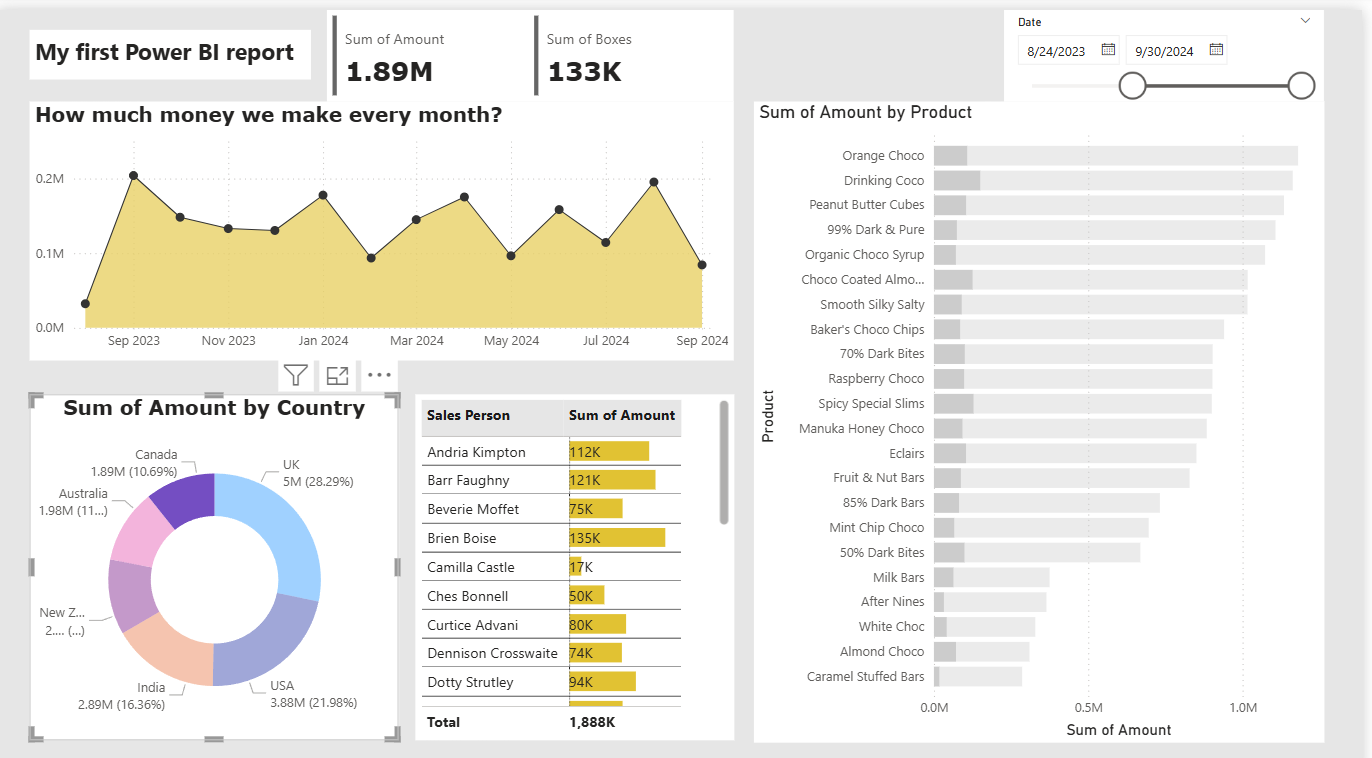 My first Power BI report
Sum of Amount
1.89M
Sum of Boxes
133K
Date
8/24/2023
9/30/2024
How much money we make every month?
0.2M
0.1M
0.0M
Sep 2023
Nov 2023
Jan 2024
Mar 2024
May 2024
Jul 2024
Sep 2024
Sum of Amount by Country
Canada
1.89M (10.69%)
UK
5M (28.29%)
Australia
1.98M (11...)
New Z...
2.... (...)
India
2.89M (16.36%)
USA
3.88M (21.98%)
Sales Person Sum of Amount
Andria Kimpton 112K
Barr Faughny 121K
Beverie Moffet 75K
Brien Boise 135K
Camilla Castle 17K
Ches Bonnell 50K
Curtice Advani 80K
Dennison Crosswaite 74K
Dotty Strutley 94K
Total 1,888K
Sum of Amount by Product
Product
Orange Choco
Drinking Coco
Peanut Butter Cubes
99% Dark & Pure
Organic Choco Syrup
Choco Coated Almo...
Smooth Silky Salty
Baker's Choco Chips
70% Dark Bites
Raspberry Choco
Spicy Special Slims
Manuka Honey Choco
Eclairs
Fruit & Nut Bars
85% Dark Bars
Mint Chip Choco
50% Dark Bites
Milk Bars
After Nines
White Choc
Almond Choco
Caramel Stuffed Bars
0.0M
0.5M
1.0M
Sum of Amount